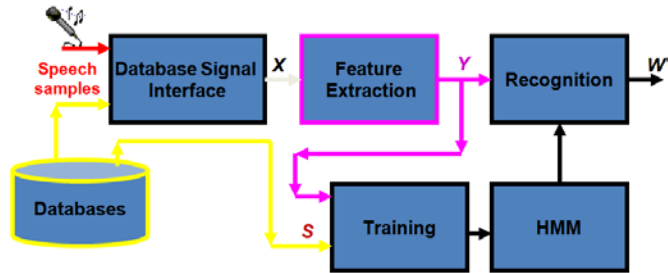 Speech
samples
Database Signal
Interface
X
Feature
Extraction
Y
Recognition
W'
Databases
S
Training
HMM